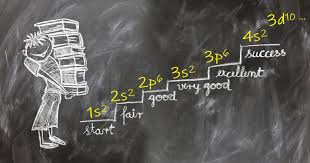 1s² start
2s² fair
2p⁶ good
3s² very good
3p⁶ excellent
4s² success
3d¹⁰ ...